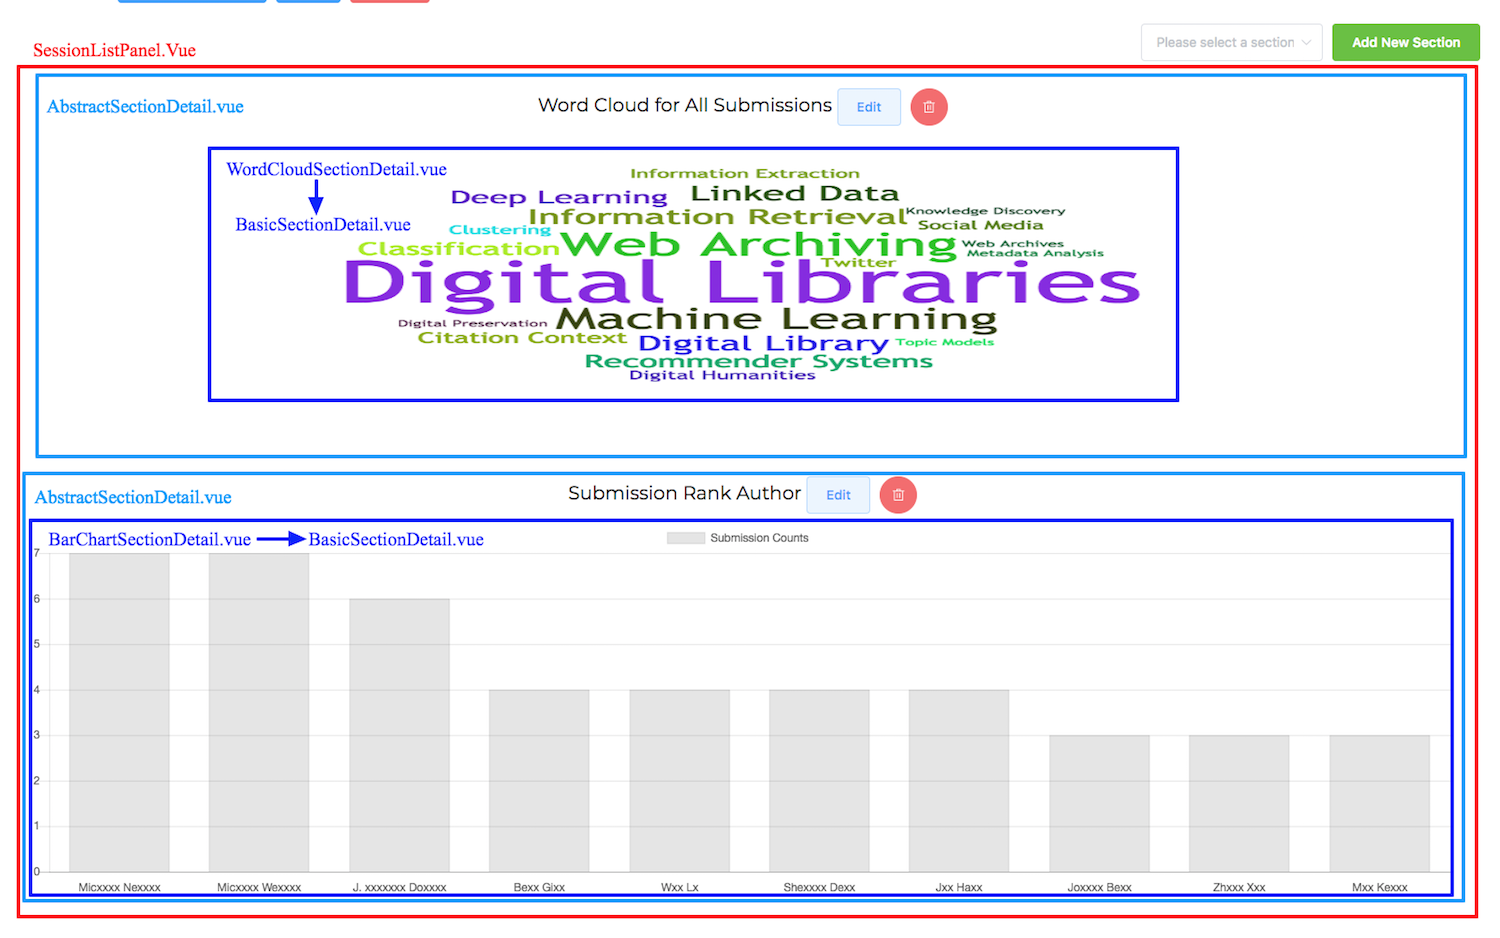 SessionListPanel.Vue
Please select a section
Add New Section
AbstractSectionDetail.vue
Word Cloud for All Submissions
Edit
WordCloudSectionDetail.vue
BasicSectionDetail.vue
Information Extraction
Deep Learning
Linked Data
Information Retrieval
Knowledge Discovery
Social Media
Clustering
Classification
Web Archiving
Web Archives
Metadata Analysis
Twitter
Digital Libraries
Digital Preservation
Machine Learning
Citation Context
Digital Library
Topic Models
Recommender Systems
Digital Humanities
AbstractSectionDetail.vue
Submission Rank Author
Edit
BarChartSectionDetail.vue
BasicSectionDetail.vue
Submission Counts
7
6
5
4
3
2
1
0
Micxxxx Nexxxx
Micxxxx Wexxxx
J. xxxxxxx Doxxxx
Bexx Gixx
Wxx Lx
Shexxxx Dexx
Jxx Haxx
Joxxxx Bexx
Zhxxx Xxx
Mxx Kexxx